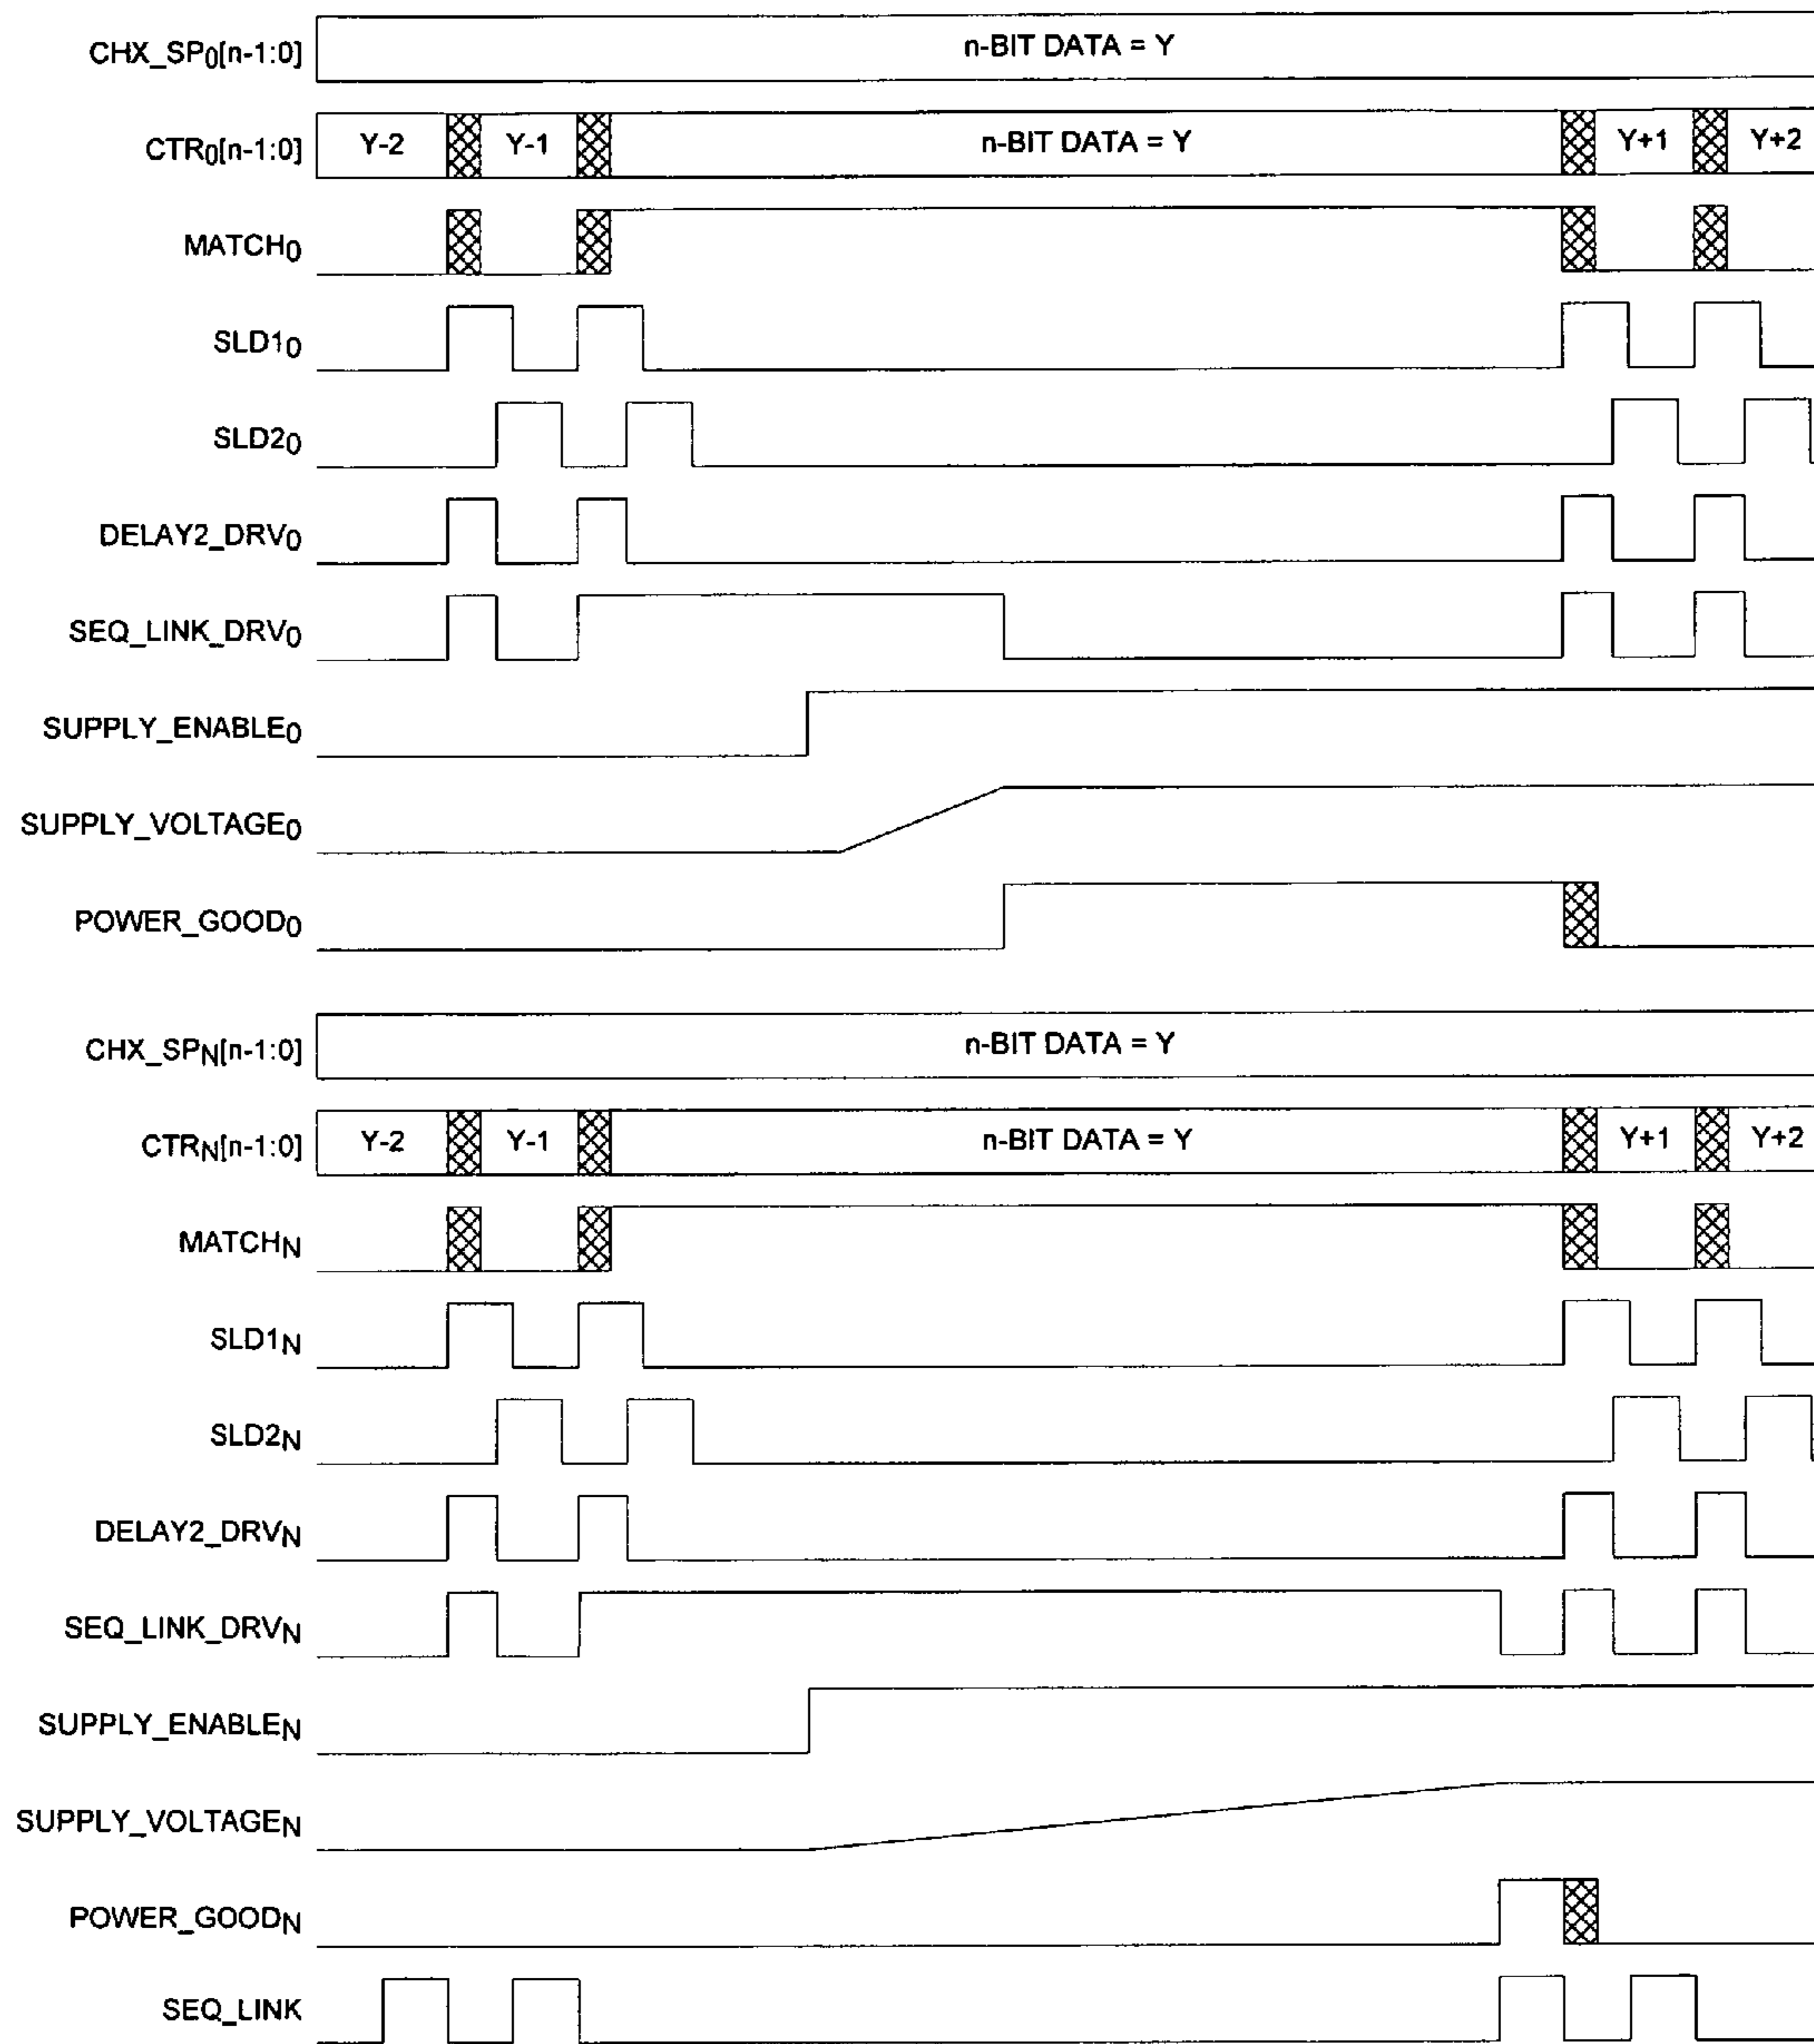 CHX_SP0[n-1:0] n-BIT DATA = Y
CTR0[n-1:0] Y-2 Y-1 n-BIT DATA = Y Y+1 Y+2
MATCH0
SLD10
SLD20
DELAY2_DRV0
SEQ_LINK_DRV0
SUPPLY_ENABLE0
SUPPLY_VOLTAGE0
POWER_GOOD0
CHX_SPN[n-1:0] n-BIT DATA = Y
CTRN[n-1:0] Y-2 Y-1 n-BIT DATA = Y Y+1 Y+2
MATCHN
SLD1N
SLD2N
DELAY2_DRVN
SEQ_LINK_DRVN
SUPPLY_ENABLEN
SUPPLY_VOLTAGEN
POWER_GOODN
SEQ_LINK